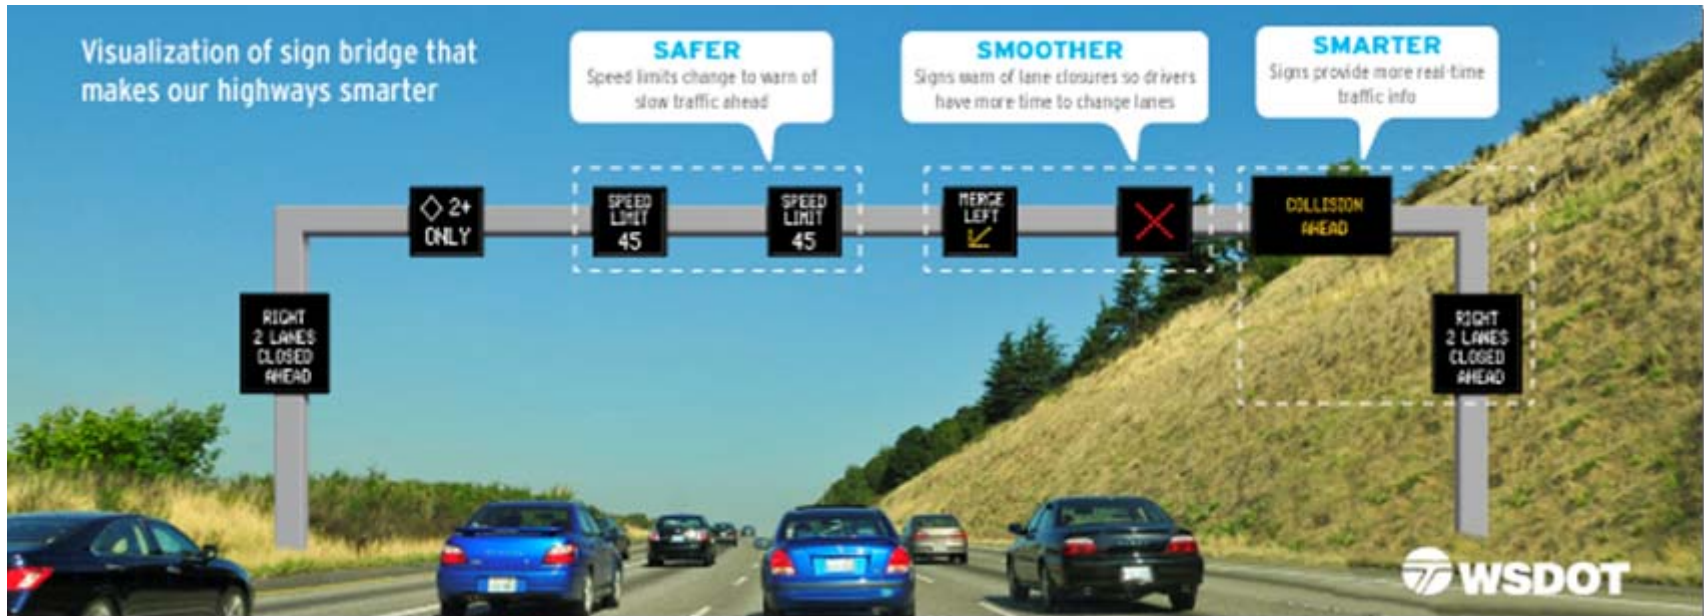 Visualization of sign bridge that
makes our highways smarter
SAFER
Speed limits change to warn of
slow traffic ahead
SMOOTHER
Signs warn of lane closures so drivers
have more time to change lanes
SMARTER
Signs provide more real-time
traffic info
2+
ONLY
SPEED
LIMIT
45
SPEED
LIMIT
45
MERGE
LEFT
COLLISION
AHEAD
RIGHT
2 LANES
CLOSED
AHEAD
RIGHT
2 LANES
CLOSED
AHEAD
WSDOT